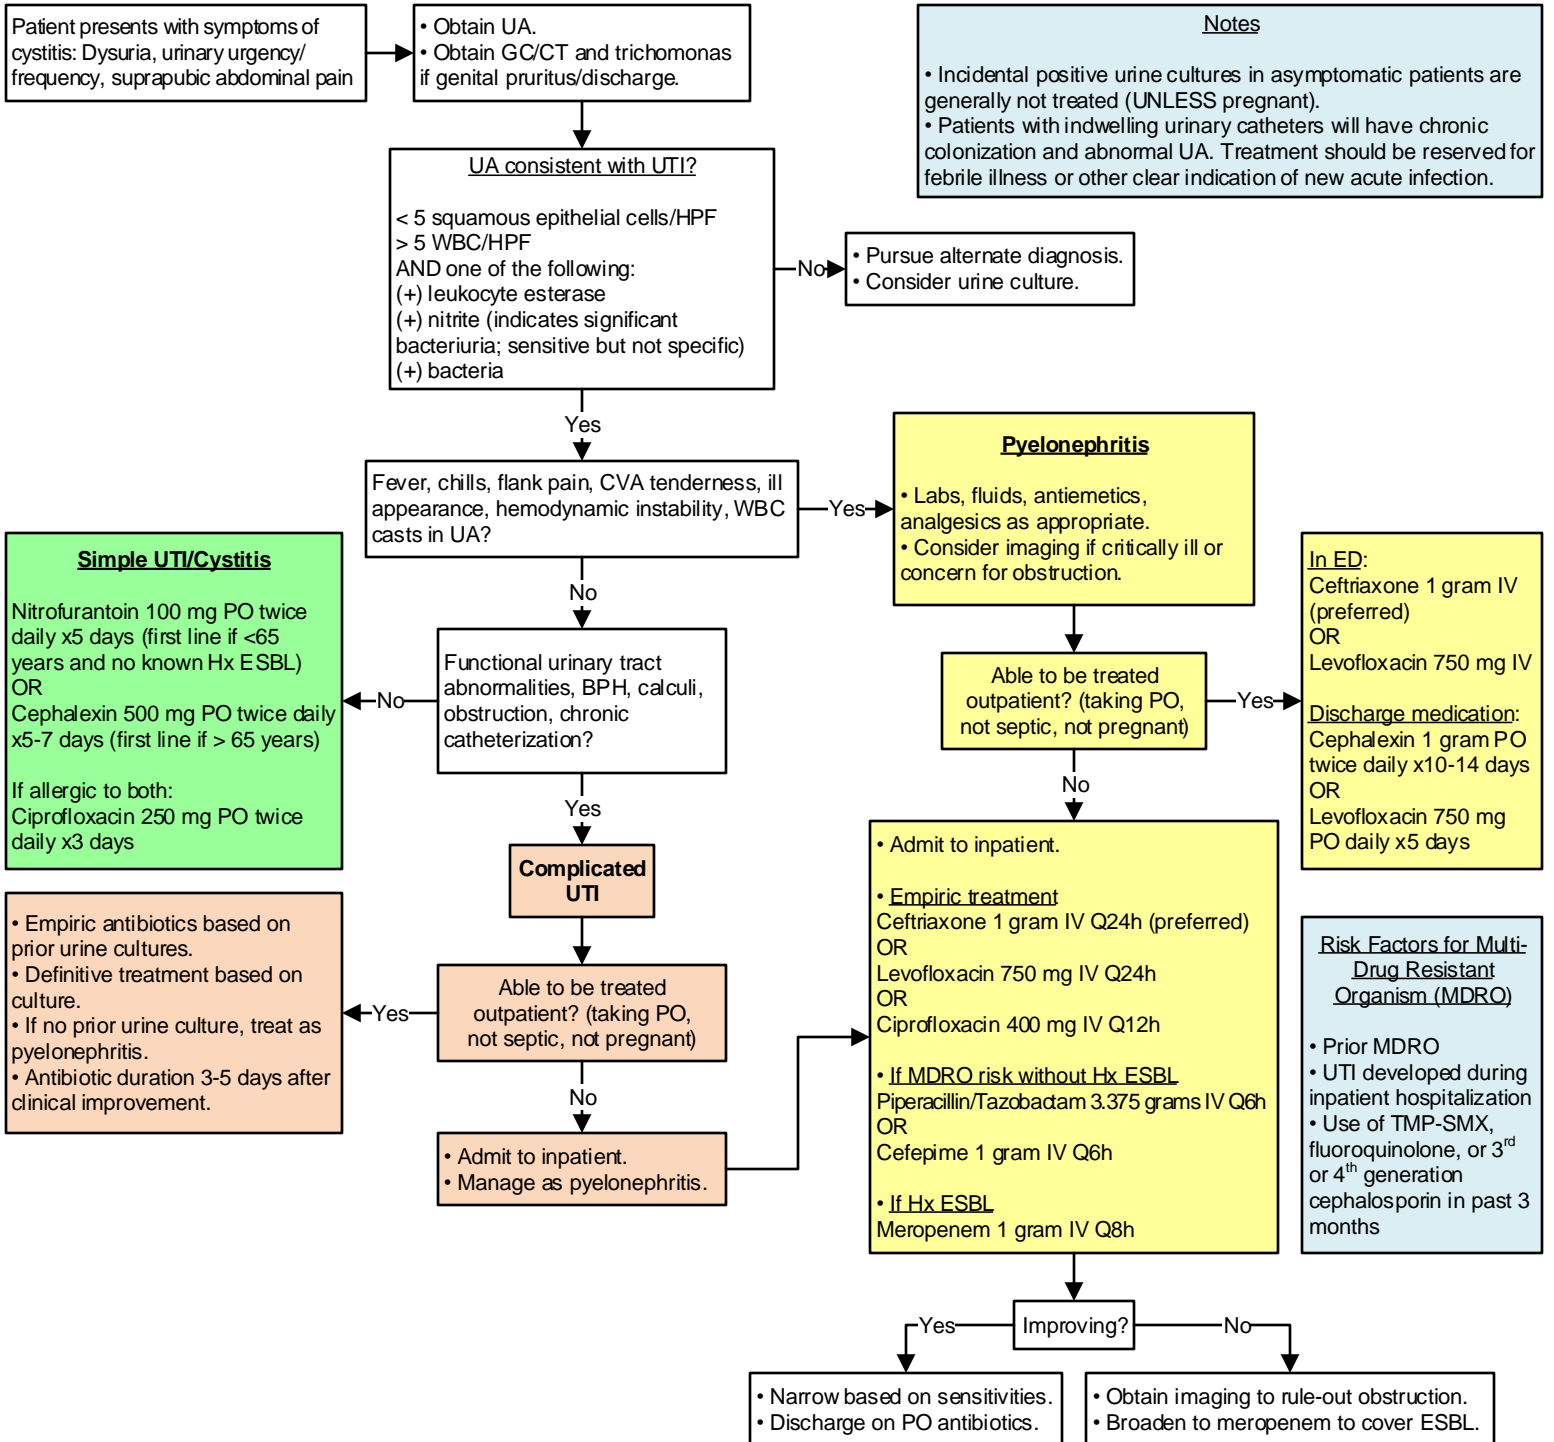 Patient presents with symptoms of
cystitis: Dysuria, urinary urgency/
frequency, suprapubic abdominal pain
• Obtain UA.
• Obtain GC/CT and trichomonas
if genital pruritus/discharge.
Notes
• Incidental positive urine cultures in asymptomatic patients are
generally not treated (UNLESS pregnant).
• Patients with indwelling urinary catheters will have chronic
colonization and abnormal UA. Treatment should be reserved for
febrile illness or other clear indication of new acute infection.
UA consistent with UTI?
< 5 squamous epithelial cells/HPF
> 5 WBC/HPF
AND one of the following:
(+) leukocyte esterase
(+) nitrite (indicates significant
bacteriuria; sensitive but not specific)
(+) bacteria
No
• Pursue alternate diagnosis.
• Consider urine culture.
Yes
Fever, chills, flank pain, CVA tenderness, ill
appearance, hemodynamic instability, WBC
casts in UA?
Yes
Pyelonephritis
• Labs, fluids, antiemetics,
analgesics as appropriate.
• Consider imaging if critically ill or
concern for obstruction.
No
Simple UTI/Cystitis
Nitrofurantoin 100 mg PO twice
daily x5 days (first line if <65
years and no known Hx ESBL)
OR
Cephalexin 500 mg PO twice daily
x5-7 days (first line if > 65 years)
If allergic to both:
Ciprofloxacin 250 mg PO twice
daily x3 days
No
Functional urinary tract
abnormalities, BPH, calculi,
obstruction, chronic
catheterization?
Able to be treated
outpatient? (taking PO,
not septic, not pregnant)
Yes
In ED:
Ceftriaxone 1 gram IV
(preferred)
OR
Levofloxacin 750 mg IV
Discharge medication:
Cephalexin 1 gram PO
twice daily x10-14 days
OR
Levofloxacin 750 mg
PO daily x5 days
Yes
No
Complicated
UTI
• Empiric antibiotics based on
prior urine cultures.
• Definitive treatment based on
culture.
• If no prior urine culture, treat as
pyelonephritis.
• Antibiotic duration 3-5 days after
clinical improvement.
Yes
Able to be treated
outpatient? (taking PO,
not septic, not pregnant)
No
• Admit to inpatient.
• Manage as pyelonephritis.
• Admit to inpatient.
• Empiric treatment
Ceftriaxone 1 gram IV Q24h (preferred)
OR
Levofloxacin 750 mg IV Q24h
OR
Ciprofloxacin 400 mg IV Q12h
• If MDRO risk without Hx ESBL
Piperacillin/Tazobactam 3.375 grams IV Q6h
OR
Cefepime 1 gram IV Q6h
• If Hx ESBL
Meropenem 1 gram IV Q8h
Risk Factors for Multi-
Drug Resistant
Organism (MDRO)
• Prior MDRO
• UTI developed during
inpatient hospitalization
• Use of TMP-SMX,
fluoroquinolone, or 3rd
or 4th generation
cephalosporin in past 3
months
Yes
Improving?
No
• Narrow based on sensitivities.
• Discharge on PO antibiotics.
• Obtain imaging to rule-out obstruction.
• Broaden to meropenem to cover ESBL.